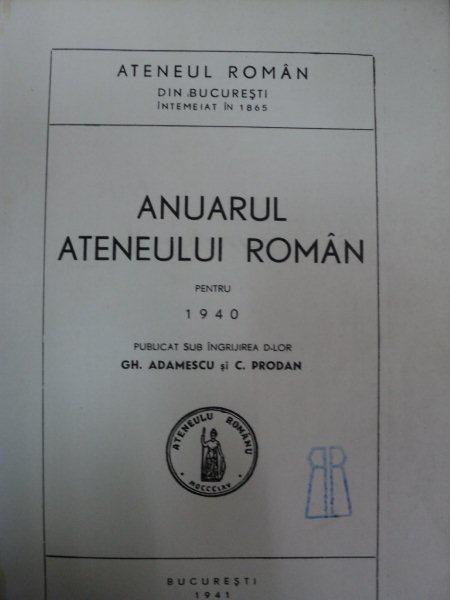 ATENEUL ROMÂN
DIN BUCUREȘTI
ÎNTEMEIAT ÎN 1865
ANUARUL
ATENEULUI ROMÂN
PENTRU
1940
PUBLICAT SUB ÎNGRIJIREA D-LOR
GH. ADAMESCU și C. PRODAN
ATENEULU ROMÂNU
MDCCCLXV
BUCUREȘTI
1941